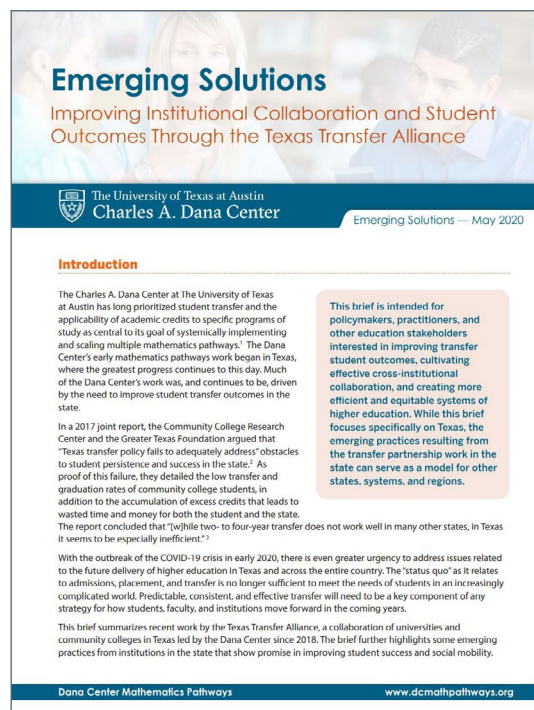 Emerging Solutions
Improving Institutional Collaboration and Student
Outcomes Through the Texas Transfer Alliance
The University of Texas at Austin
Charles A. Dana Center
Emerging Solutions — May 2020
Introduction
The Charles A. Dana Center at The University of Texas
at Austin has long prioritized student transfer and the
applicability of academic credits to specific programs of
study as central to its goal of systemically implementing
and scaling multiple mathematics pathways.¹ The Dana
Center's early mathematics pathways work began in Texas,
where the greatest progress continues to this day. Much
of the Dana Center's work was, and continues to be, driven
by the need to improve student transfer outcomes in the
state.
In a 2017 joint report, the Community College Research
Center and the Greater Texas Foundation argued that
"Texas transfer policy fails to adequately address" obstacles
to student persistence and success in the state.² As
proof of this failure, they detailed the low transfer and
graduation rates of community college students, in
addition to the accumulation of excess credits that leads to
wasted time and money for both the student and the state.
The report concluded that "[w]hile two- to four-year transfer does not work well in many other states, in Texas
it seems to be especially inefficient." ³
This brief is intended for
policymakers, practitioners, and
other education stakeholders
interested in improving transfer
student outcomes, cultivating
effective cross-institutional
collaboration, and creating more
efficient and equitable systems of
higher education. While this brief
focuses specifically on Texas, the
emerging practices resulting from
the transfer partnership work in the
state can serve as a model for other
states, systems, and regions.
With the outbreak of the COVID-19 crisis in early 2020, there is even greater urgency to address issues related
to the future delivery of higher education in Texas and across the entire country. The "status quo" as it relates
to admissions, placement, and transfer is no longer sufficient to meet the needs of students in an increasingly
complicated world. Predictable, consistent, and effective transfer will need to be a key component of any
strategy for how students, faculty, and institutions move forward in the coming years.
This brief summarizes recent work by the Texas Transfer Alliance, a collaboration of universities and
community colleges in Texas led by the Dana Center since 2018. The brief further highlights some emerging
practices from institutions in the state that show promise in improving student success and social mobility.
Dana Center Mathematics Pathways
www.dcmathpathways.org